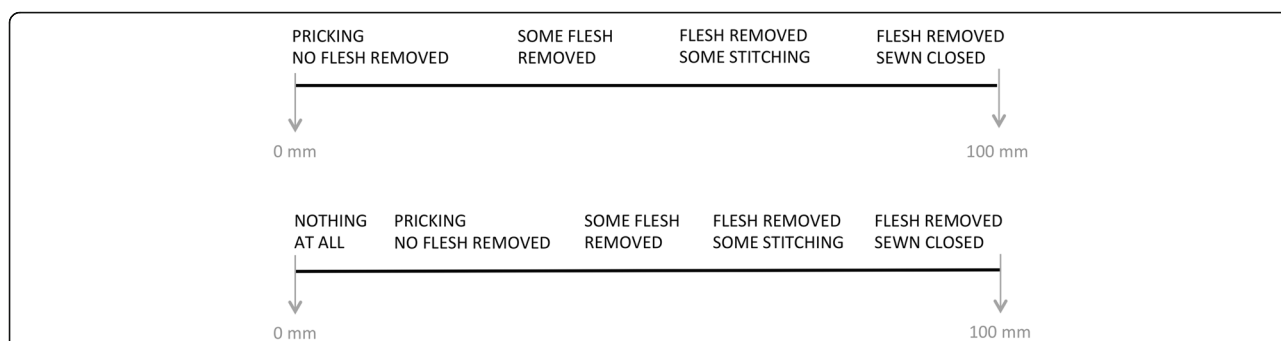 PRICKING SOME FLESH FLESH REMOVED FLESH REMOVED
NO FLESH REMOVED REMOVED SOME STITCHING SEWN CLOSED
0 mm 100 mm
NOTHING PRICKING SOME FLESH FLESH REMOVED FLESH REMOVED
AT ALL NO FLESH REMOVED REMOVED SOME STITCHING SEWN CLOSED
0 mm 100 mm